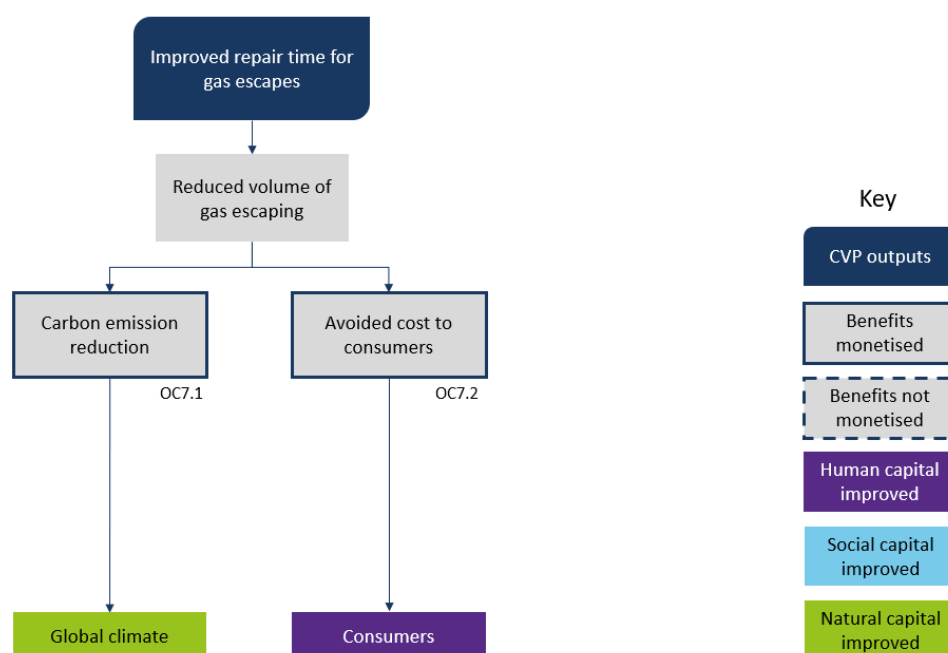 Improved repair time for
gas escapes
Reduced volume of
gas escaping
Carbon emission
reduction
OC7.1
Avoided cost to
consumers
OC7.2
Global climate
Consumers
Key
CVP outputs
Benefits
monetised
Benefits not
monetised
Human capital
improved
Social capital
improved
Natural capital
improved